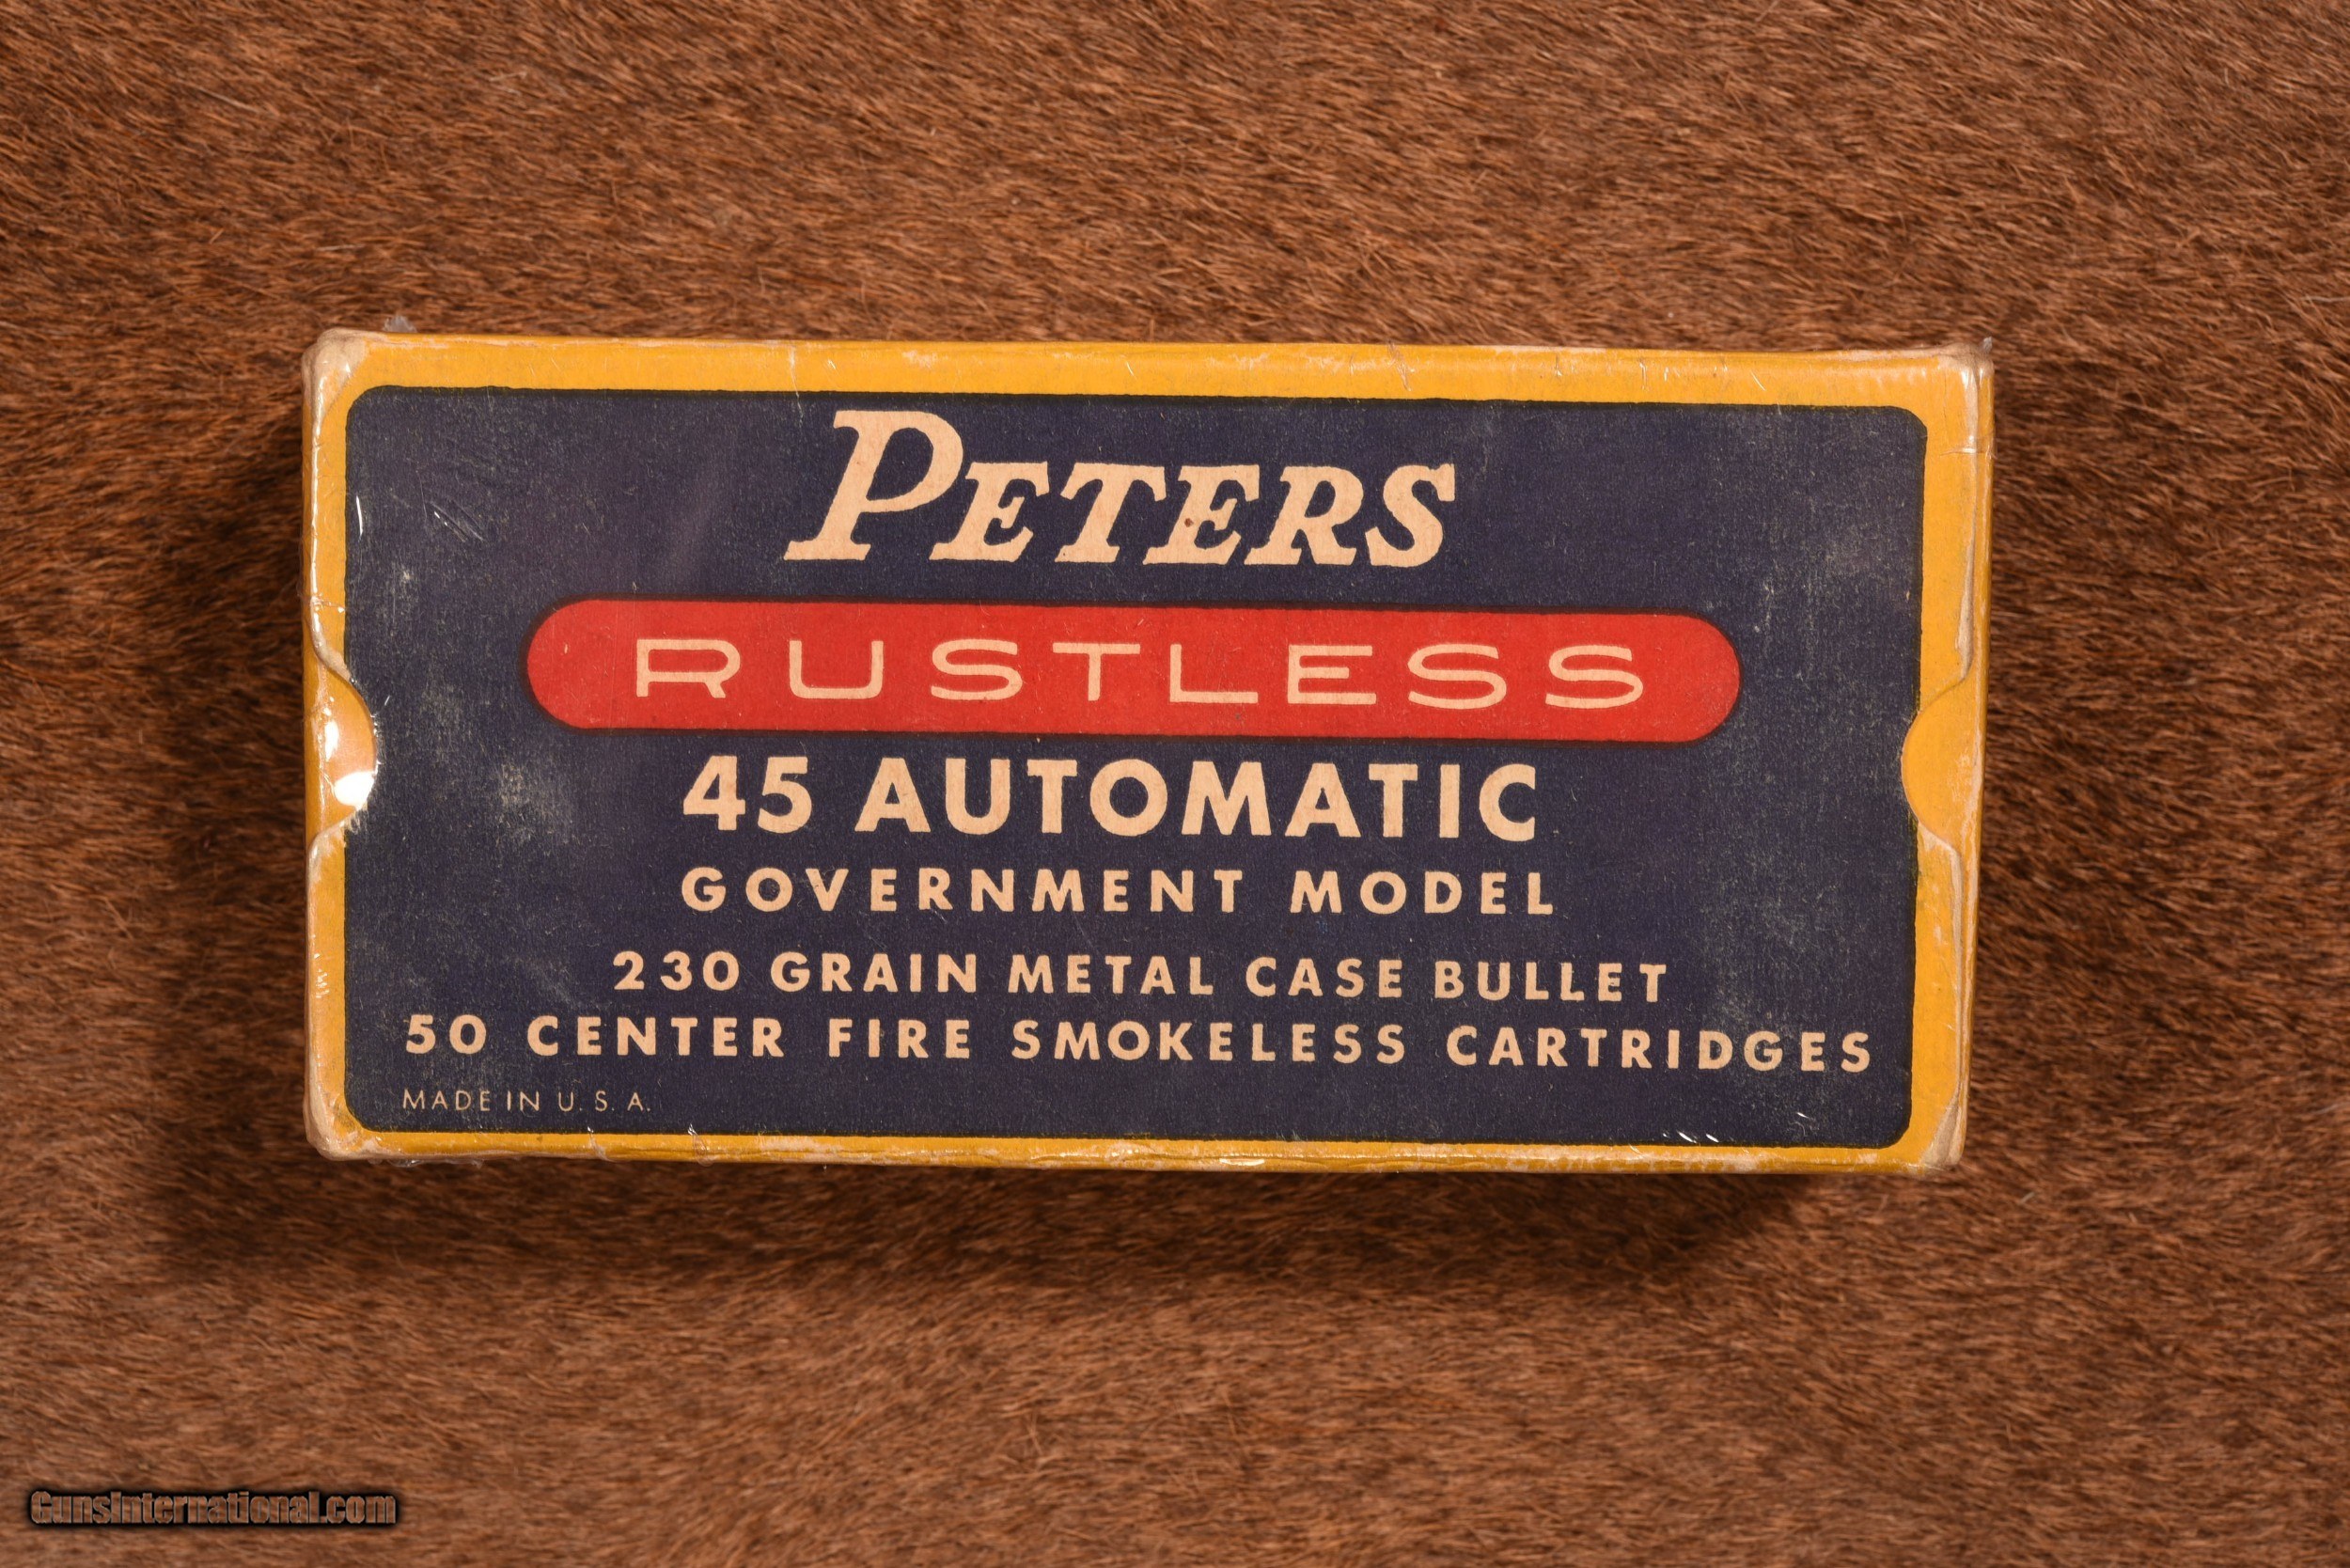 PETERS
RUSTLESS
45 AUTOMATIC
GOVERNMENT MODEL
230 GRAIN METAL CASE BULLET
50 CENTER FIRE SMOKELESS CARTRIDGES
MADE IN U. S. A.
GunsInternational.com